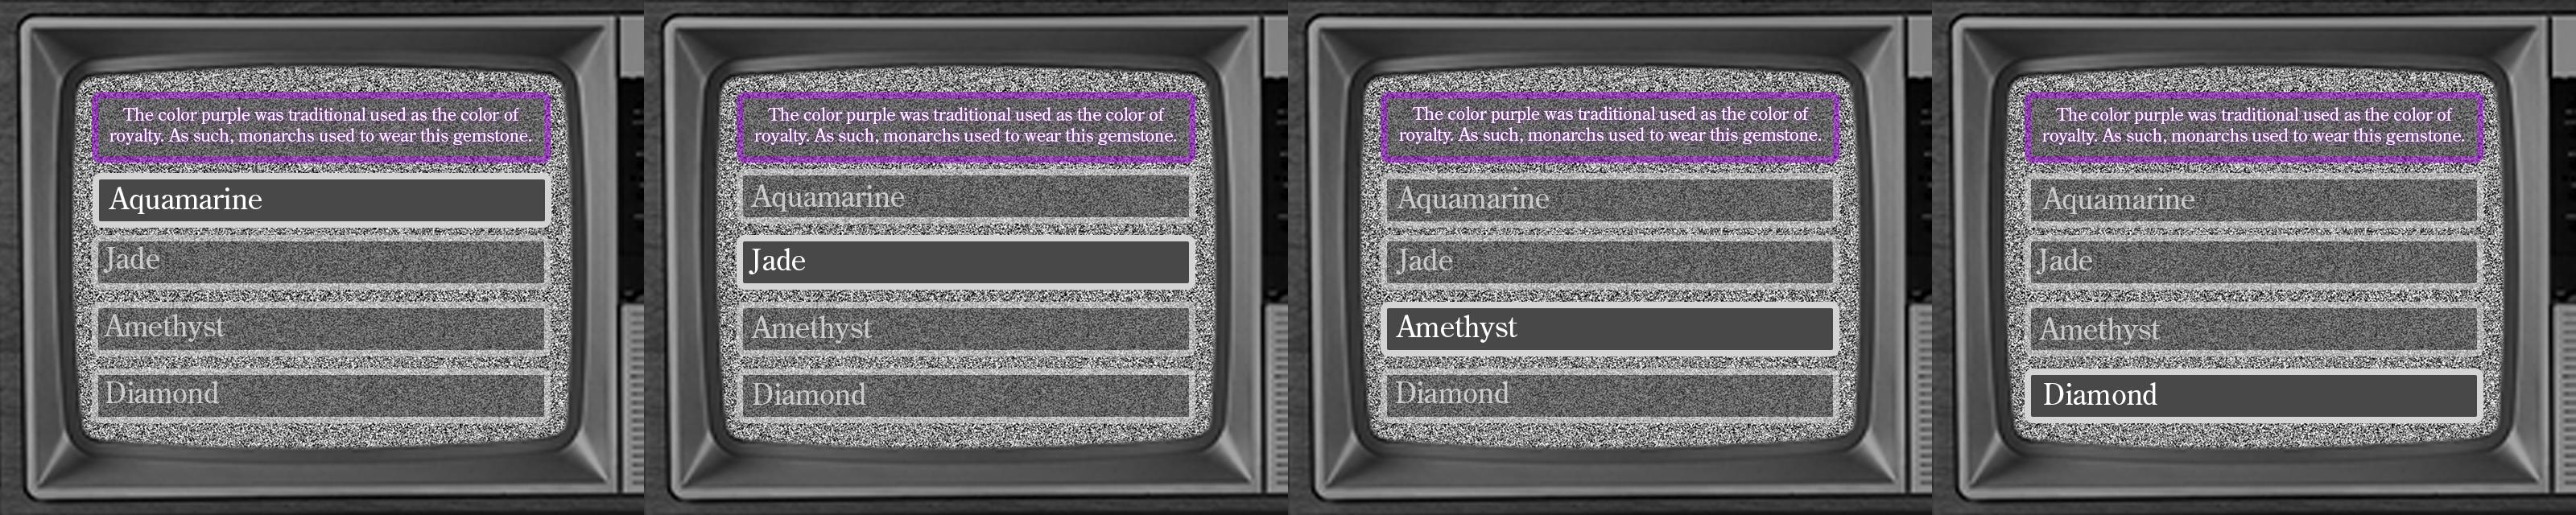 The color purple was traditional used as the color of
royalty. As such, monarchs used to wear this gemstone.
Aquamarine
Jade
Amethyst
Diamond
The color purple was traditional used as the color of
royalty. As such, monarchs used to wear this gemstone.
Aquamarine
Jade
Amethyst
Diamond
The color purple was traditional used as the color of
royalty. As such, monarchs used to wear this gemstone.
Aquamarine
Jade
Amethyst
Diamond
The color purple was traditional used as the color of
royalty. As such, monarchs used to wear this gemstone.
Aquamarine
Jade
Amethyst
Diamond